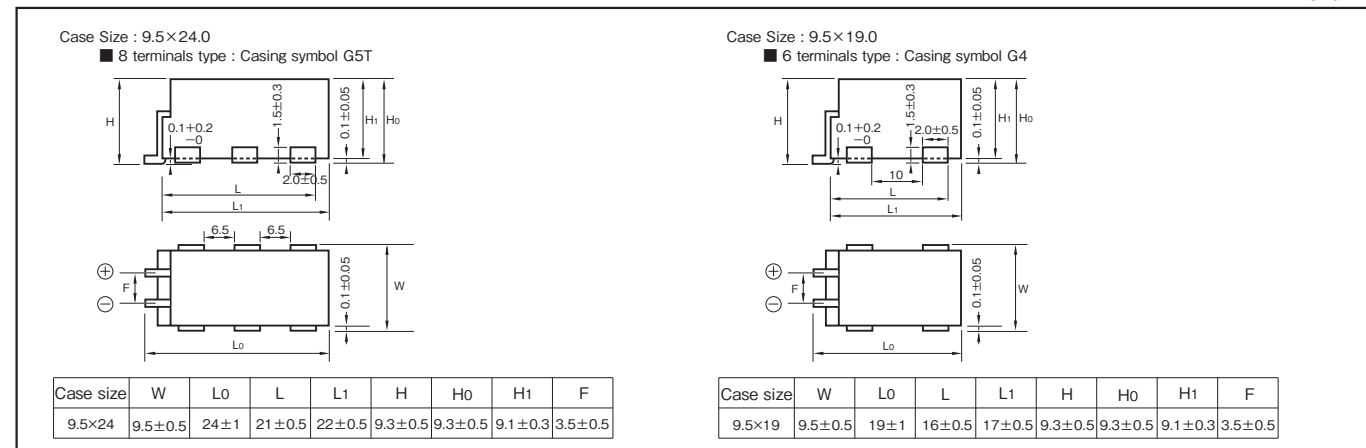 Case Size : 9.5×24.0
■ 8 terminals type : Casing symbol G5T
H
0.1+0.2
−0
1.5±0.3
0.1±0.05
H1
H0
2.0±0.5
L
L1
6.5
6.5
⊕
⊖
F
0.1±0.05
W
L0
Case size W L0 L L1 H H0 H1 F
9.5×24 9.5±0.5 24±1 21±0.5 22±0.5 9.3±0.5 9.3±0.5 9.1±0.3 3.5±0.5
Case Size : 9.5×19.0
■ 6 terminals type : Casing symbol G4
H
0.1+0.2
−0
1.5±0.3
2.0±0.5
0.1±0.05
H1
H0
10
L
L1
⊕
⊖
F
0.1±0.05
W
L0
Case size W L0 L L1 H H0 H1 F
9.5×19 9.5±0.5 19±1 16±0.5 17±0.5 9.3±0.5 9.3±0.5 9.1±0.3 3.5±0.5